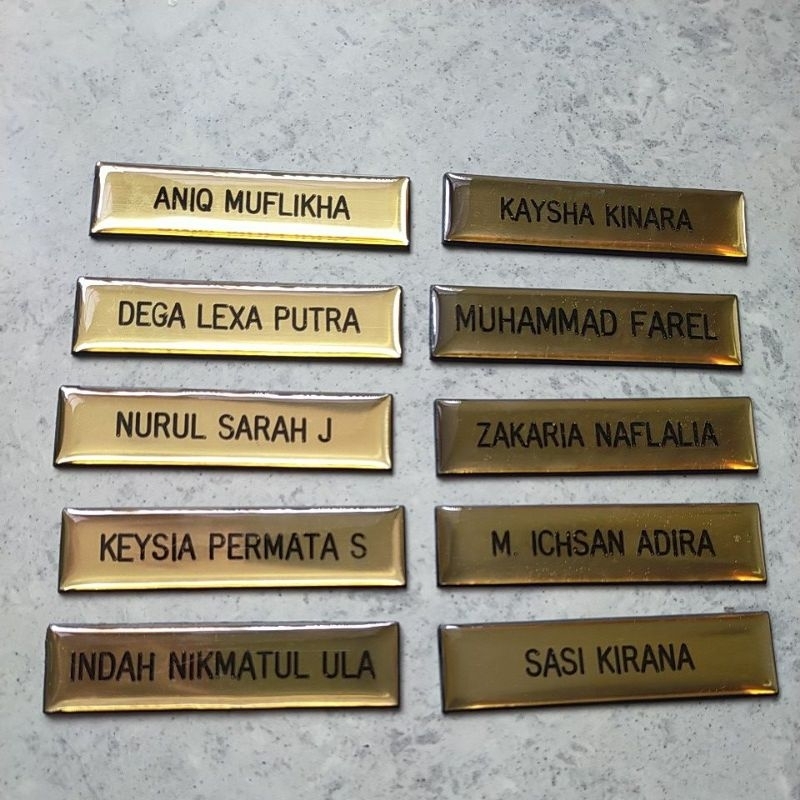 ANIQ MUFLIKHA
KAYSHA KINARA
DEGA LEXA PUTRA
MUHAMMAD FAREL
NURUL SARAH J
ZAKARIA NAFLALIA
KEYSIA PERMATA S
M. ICHSAN ADIRA
INDAH NIKMATUL ULA
SASI KIRANA